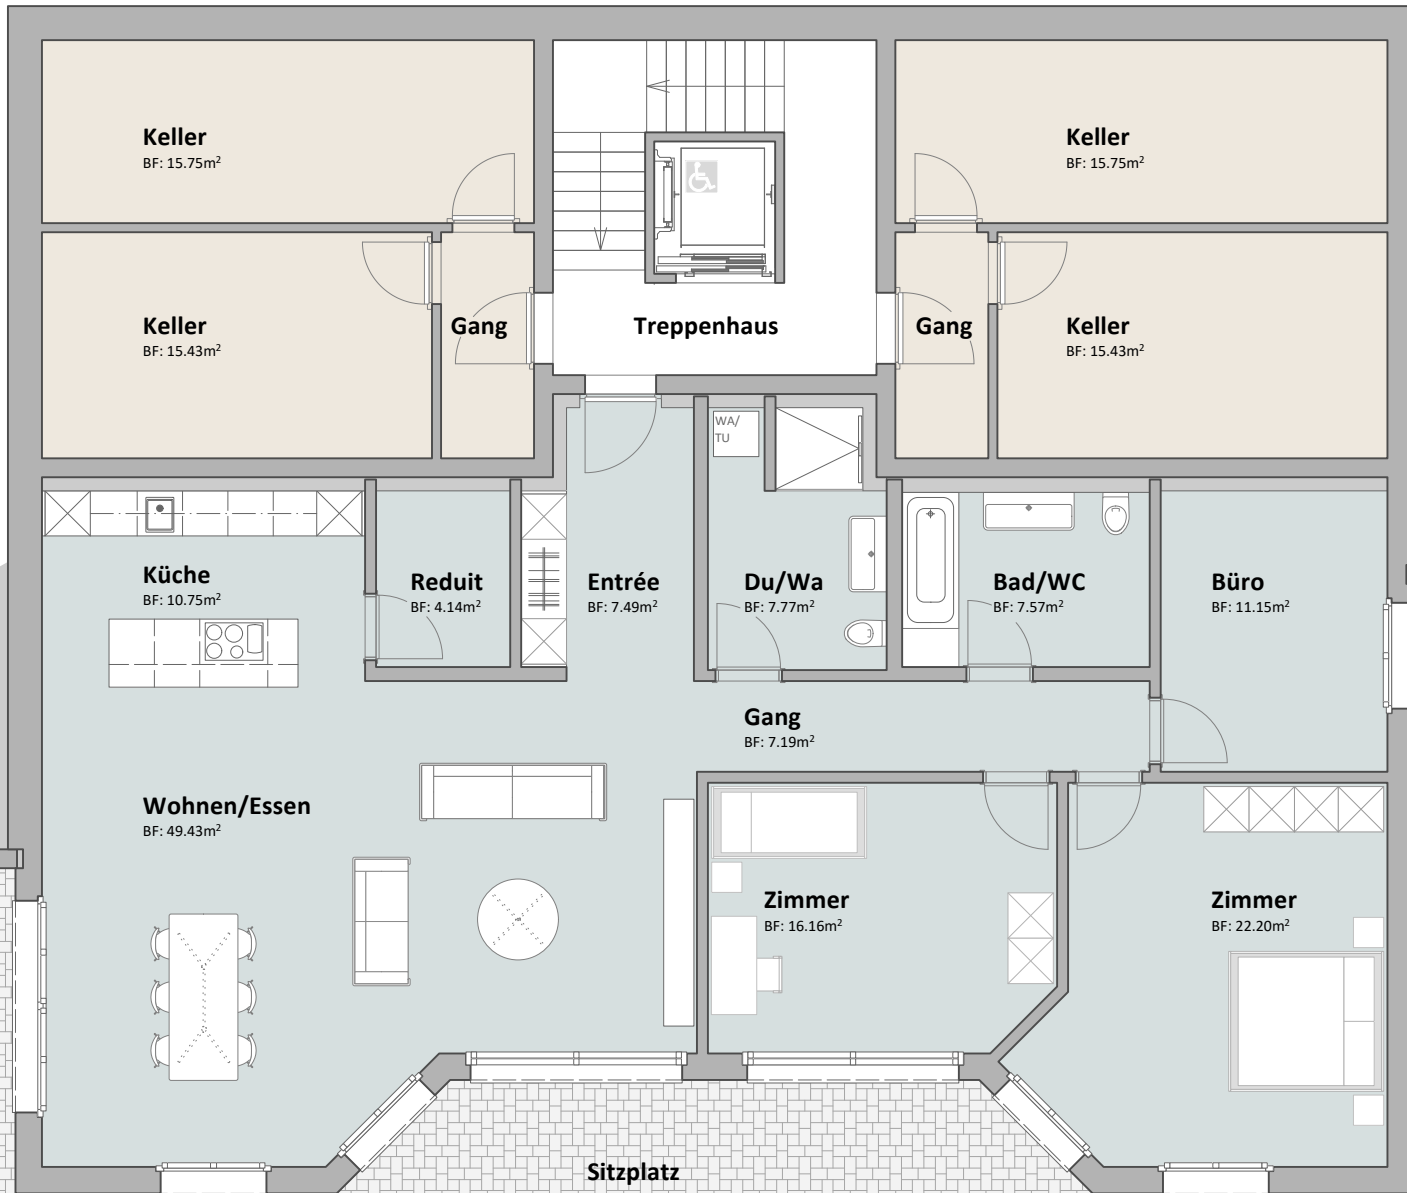 Keller
BF: 15.75m²
Keller
BF: 15.75m²
Keller
BF: 15.43m²
Gang
Treppenhaus
Gang
Keller
BF: 15.43m²
WA/
TU
Küche
BF: 10.75m²
Reduit
BF: 4.14m²
Entrée
BF: 7.49m²
Du/Wa
BF: 7.77m²
Bad/WC
BF: 7.57m²
Büro
BF: 11.15m²
Gang
BF: 7.19m²
Wohnen/Essen
BF: 49.43m²
Zimmer
BF: 16.16m²
Zimmer
BF: 22.20m²
Sitzplatz